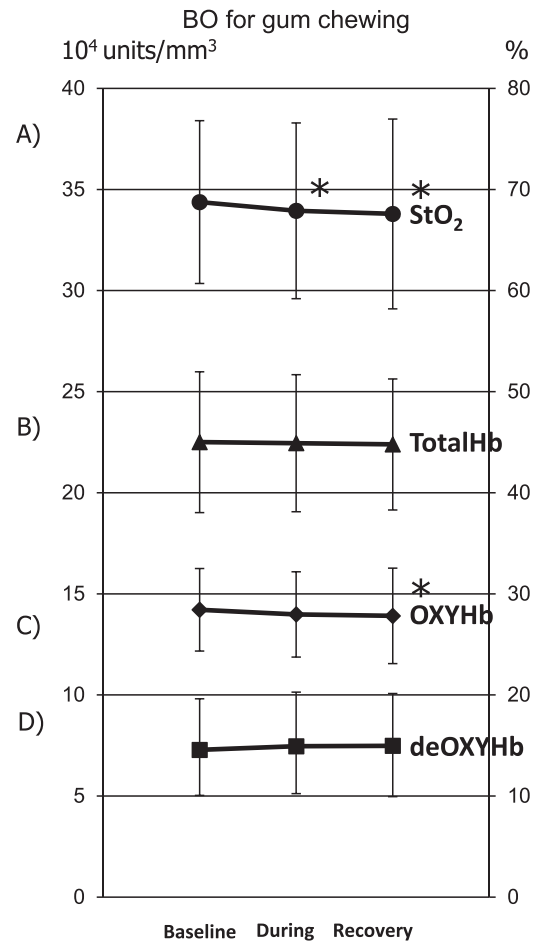 BO for gum chewing
10⁴ units/mm³ %
40 80
A)
* *
35 70
StO₂
30 60
25 50
B)
TotalHb
20 40
*
15 30
OXYHb
C)
10 20
D)
deOXYHb
5 10
0 0
Baseline During Recovery